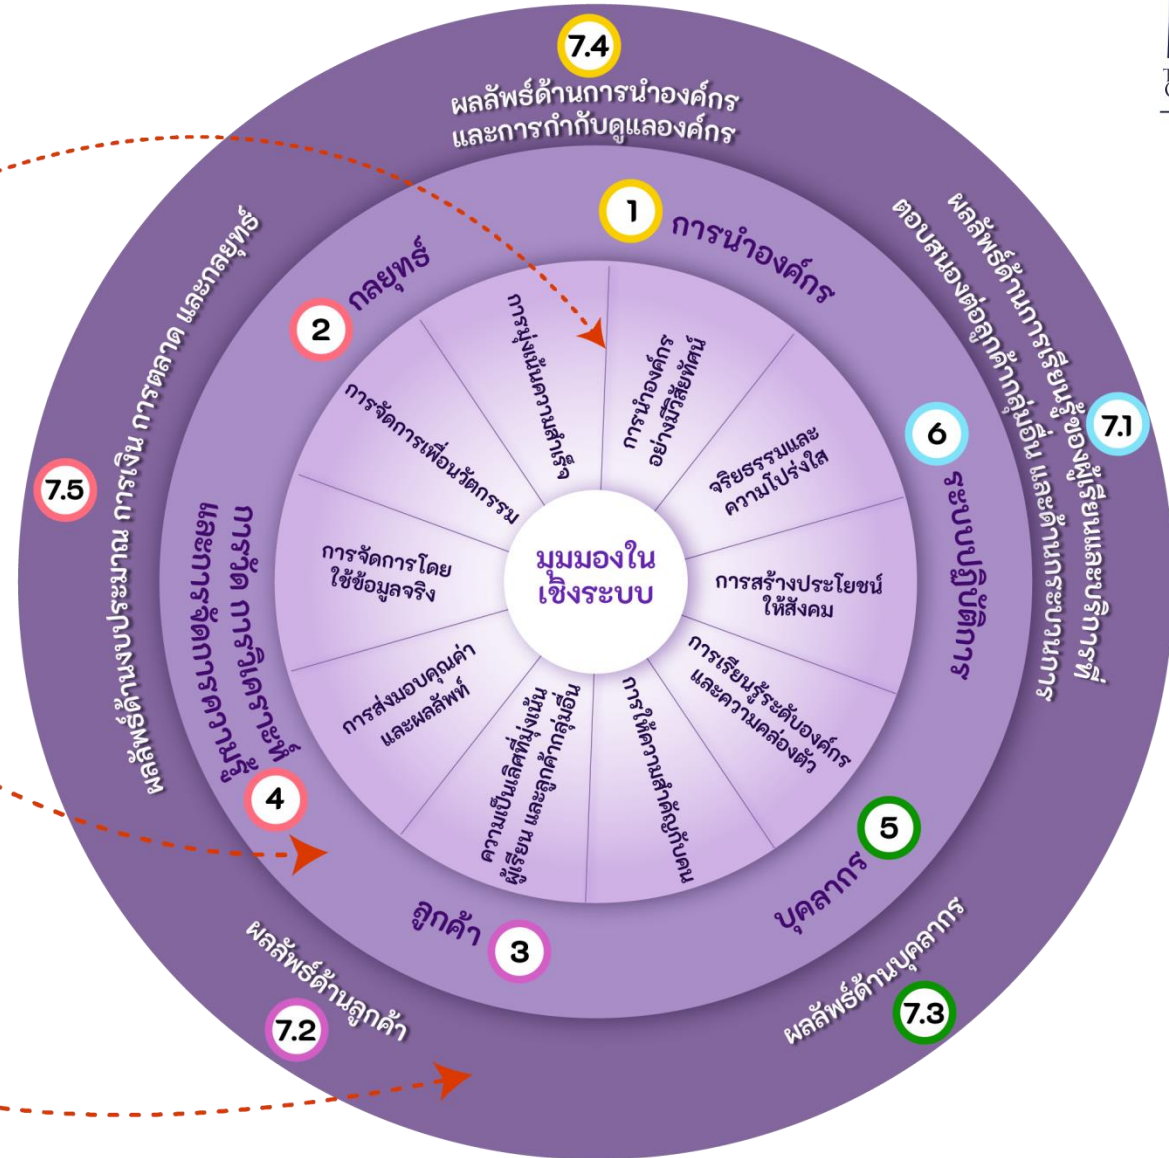 7.4
ผลลัพธ์ด้านการนำองค์กร
และการกำกับดูแลองค์กร
1
การนำองค์กร
2
กลยุทธ์
6
ระบบปฏิบัติการ
7.1
ผลลัพธ์ด้านการเรียนรู้ของผู้เรียนและบริการที่
ตอบสนองต่อลูกค้ากลุ่มอื่น และด้านกระบวนการ
7.5
ผลลัพธ์ด้านงบประมาณ การเงิน การตลาด และกลยุทธ์
การวัด การวิเคราะห์
และการจัดการความรู้
4
การมุ่งเน้นความสำเร็จ
การนำองค์กร
อย่างมีวิสัยทัศน์
จริยธรรมและ
ความโปร่งใส
การสร้างประโยชน์
ให้สังคม
การเรียนรู้ระดับองค์กร
และความคล่องตัว
การให้ความสำคัญกับคน
ความเป็นเลิศที่มุ่งเน้น
ผู้เรียน และลูกค้ากลุ่มอื่น
การส่งมอบคุณค่า
และผลลัพท์
การจัดการโดย
ใช้ข้อมูลจริง
การจัดการเพื่อนวัตกรรม
มุมมองใน
เชิงระบบ
5
บุคลากร
ลูกค้า
3
ผลลัพธ์ด้านลูกค้า
7.2
ผลลัพธ์ด้านบุคลากร
7.3